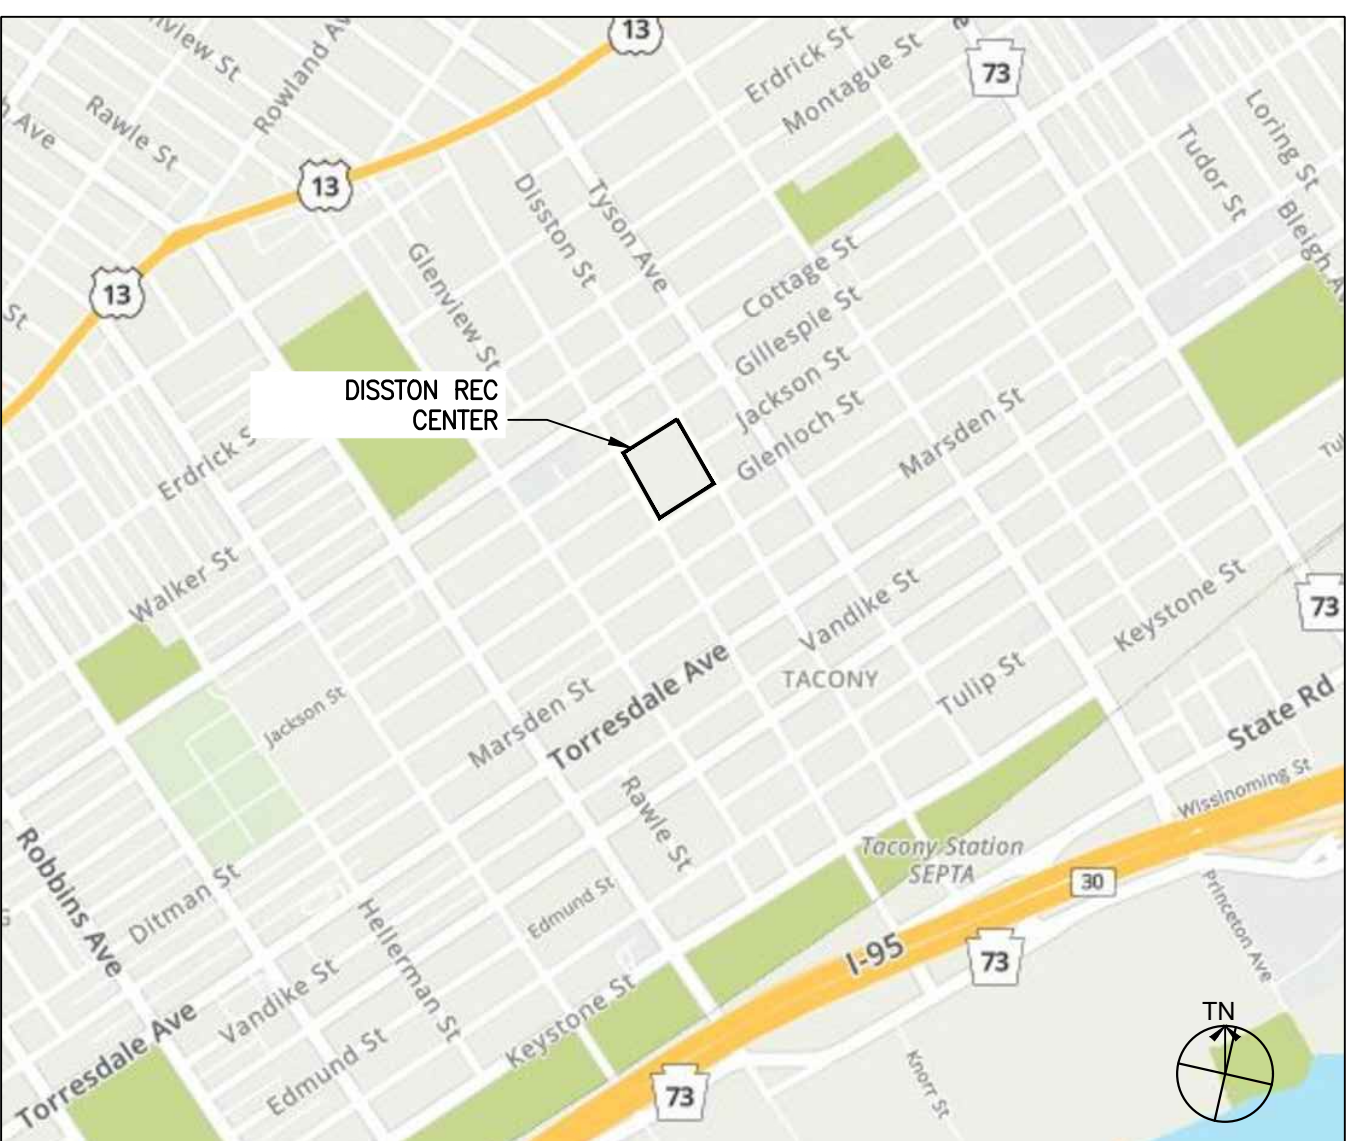 13
73
Erdrick St
Montague St
Rowland Av
Rawle St
h Ave
Loring St
Tudor St
Bleigh Av
13
Disston St
Tyson Ave
13
Glenview St
Cottage St
Gillespie St
Jackson St
Glenloch St
St
DISSTON REC
CENTER
Marsden St
Erdrick S
Walker St
Vandike St
Keystone St
73
TACONY
Tulip St
Torresdale Ave
Marsden St
Jackson St
State Rd
Wissinoming St
Rawle St
Tacony Station
SEPTA
30
Robbins Ave
Ditman St
Edmund St
Hellerman St
I-95
73
Princeton Ave
Vandike St
Keystone St
Torresdale Ave
Edmund St
73
Knorr St
TN